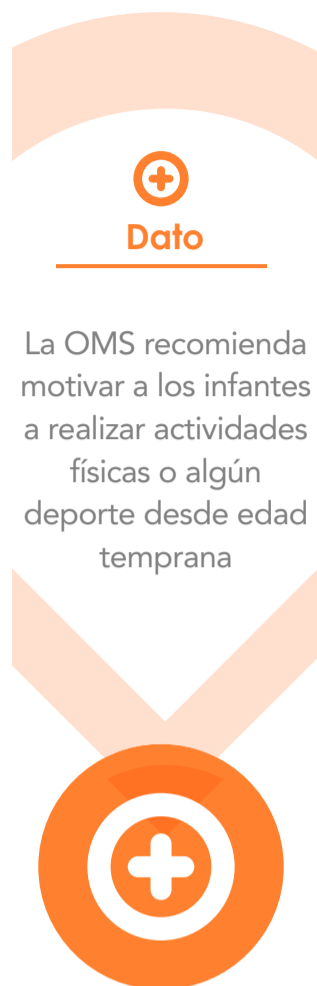 Dato
La OMS recomienda
motivar a los infantes
a realizar actividades
físicas o algún
deporte desde edad
temprana